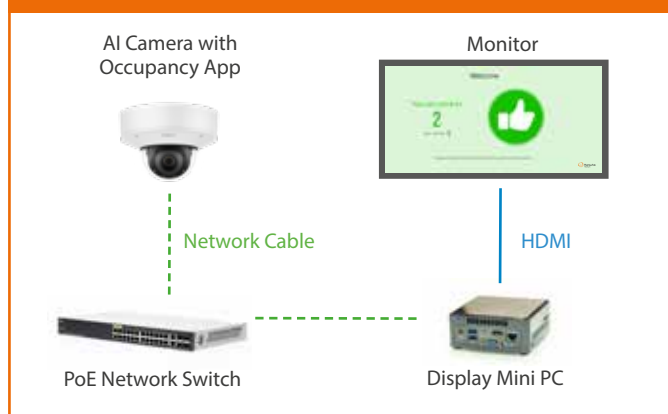 AI Camera with
Occupancy App
Monitor
Welcome
2
Network Cable
HDMI
PoE Network Switch
Display Mini PC